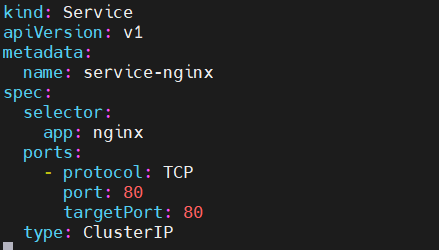 kind: Service
apiVersion: v1
metadata:
  name: service-nginx
spec:
  selector:
    app: nginx
  ports:
    - protocol: TCP
      port: 80
      targetPort: 80
  type: ClusterIP